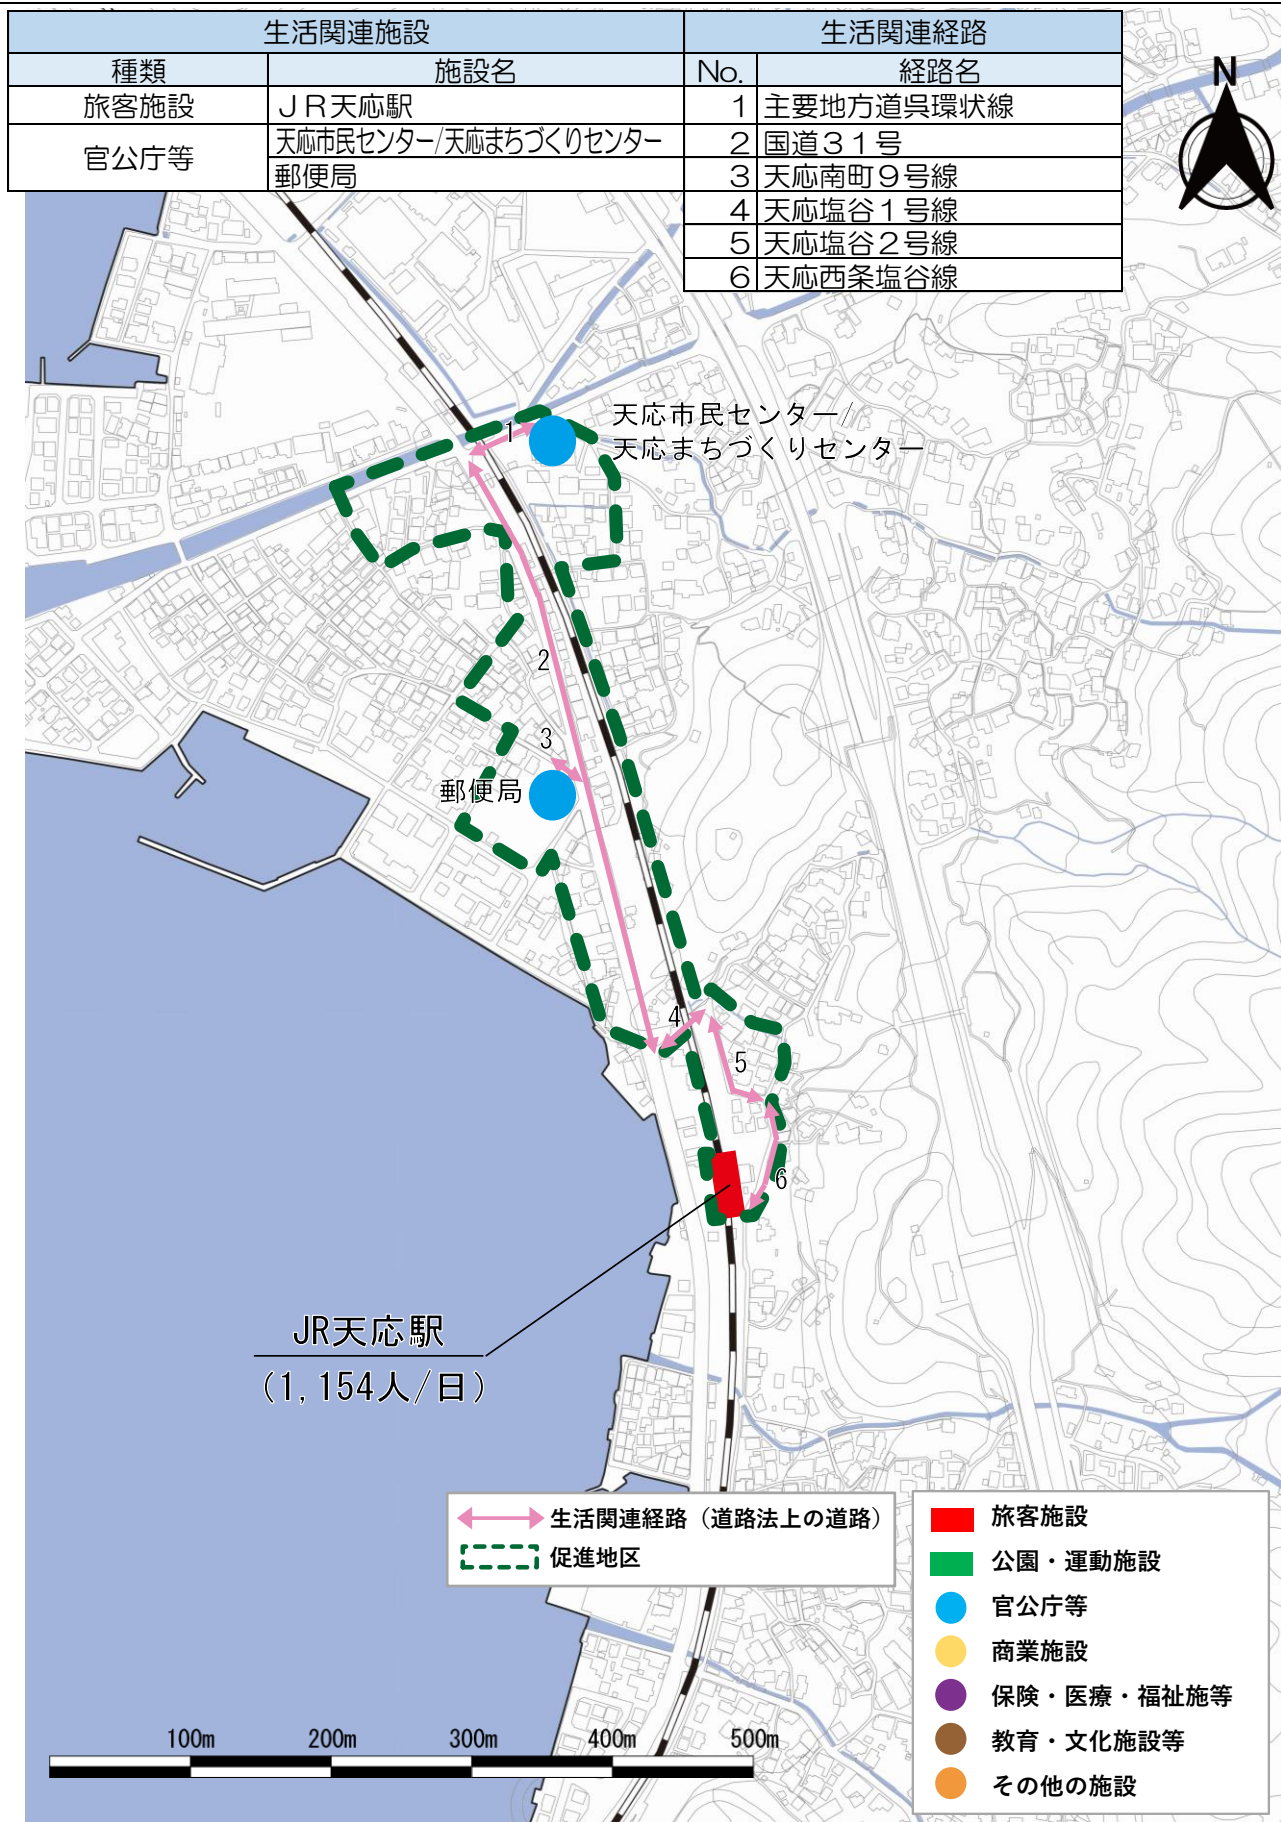 生活関連施設 生活関連経路
種類 施設名 No. 経路名
旅客施設 ＪＲ天応駅 1 主要地方道呉環状線
官公庁等 天応市民センター/天応まちづくりセンター 2 国道３１号
郵便局 3 天応南町９号線
4 天応塩谷１号線
5 天応塩谷２号線
6 天応西条塩谷線
N
天応市民センター/
天応まちづくりセンター
1
2
3
郵便局
4
5
6
JR天応駅
(1,154人/日)
生活関連経路（道路法上の道路）
促進地区
旅客施設
公園・運動施設
官公庁等
商業施設
保険・医療・福祉施等
教育・文化施設等
その他の施設
100m 200m 300m 400m 500m